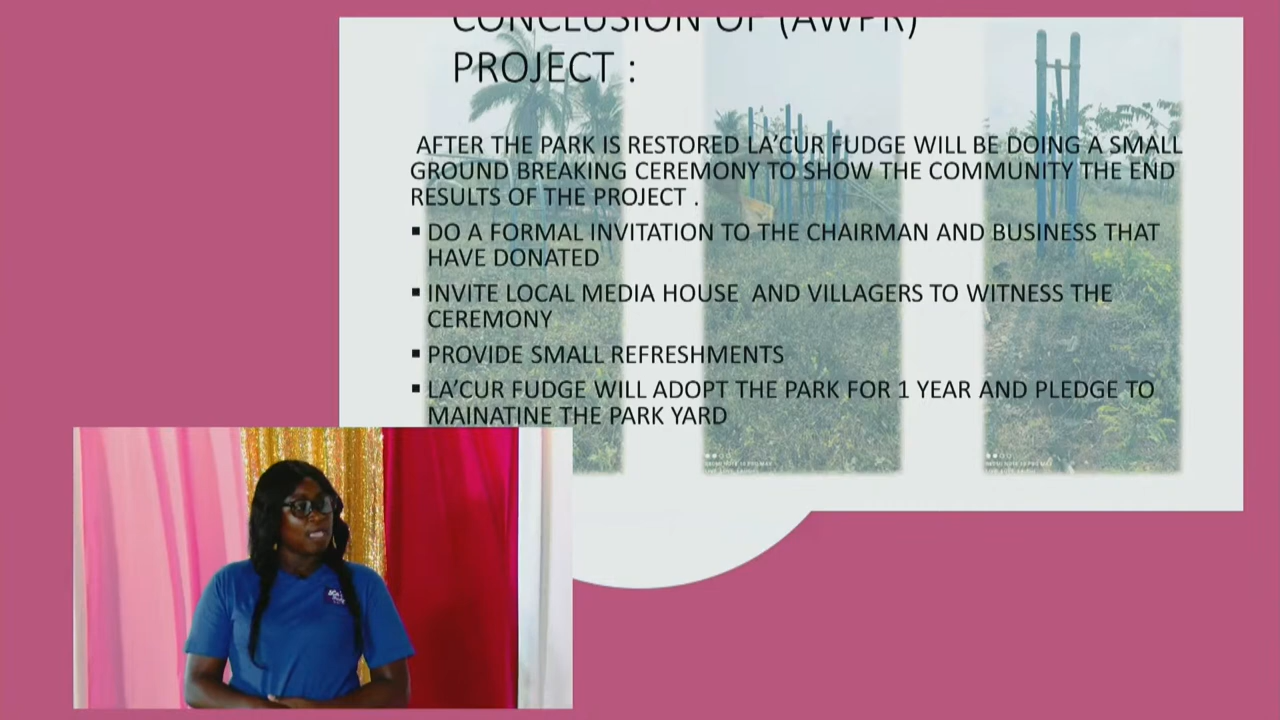 CONCLUSION OF (AWPR)
PROJECT :
AFTER THE PARK IS RESTORED LA'CUR FUDGE WILL BE DOING A SMALL
GROUND BREAKING CEREMONY TO SHOW THE COMMUNITY THE END
RESULTS OF THE PROJECT .
▪ DO A FORMAL INVITATION TO THE CHAIRMAN AND BUSINESS THAT
HAVE DONATED
▪ INVITE LOCAL MEDIA HOUSE AND VILLAGERS TO WITNESS THE
CEREMONY
▪ PROVIDE SMALL REFRESHMENTS
▪ LA'CUR FUDGE WILL ADOPT THE PARK FOR 1 YEAR AND PLEDGE TO
MAINATINE THE PARK YARD